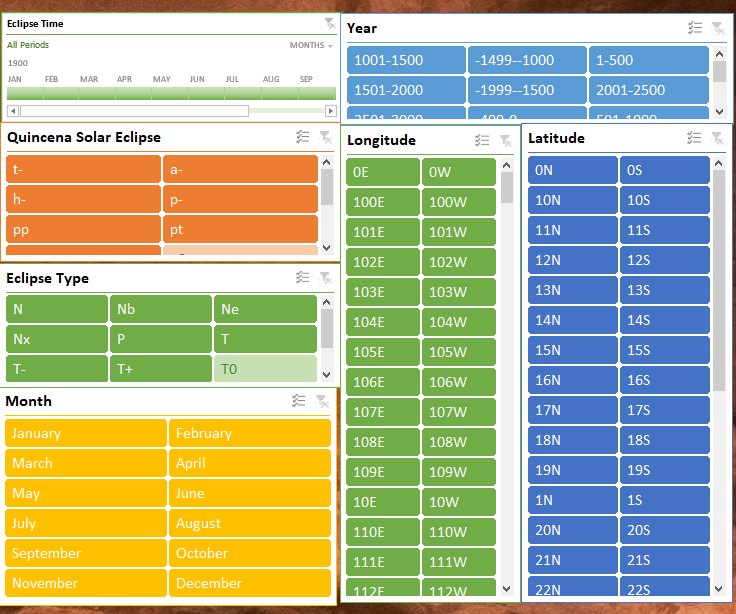 Eclipse Time
All Periods MONTHS
1900
JAN FEB MAR APR MAY JUN JUL AUG SEP
Year
1001-1500 -1499--1000 1-500
1501-2000 -1999--1500 2001-2500
2501-3000 -499-0 501-1000
Quincena Solar Eclipse
t- a-
h- p-
pp pt
Eclipse Type
N Nb Ne
Nx P T
T- T+ T0
Month
January February
March April
May June
July August
September October
November December
Longitude
0E 0W
100E 100W
101E 101W
102E 102W
103E 103W
104E 104W
105E 105W
106E 106W
107E 107W
108E 108W
109E 109W
10E 10W
110E 110W
111E 111W
112E 112W
Latitude
0N 0S
10N 10S
11N 11S
12N 12S
13N 13S
14N 14S
15N 15S
16N 16S
17N 17S
18N 18S
19N 19S
1N 1S
20N 20S
21N 21S
22N 22S